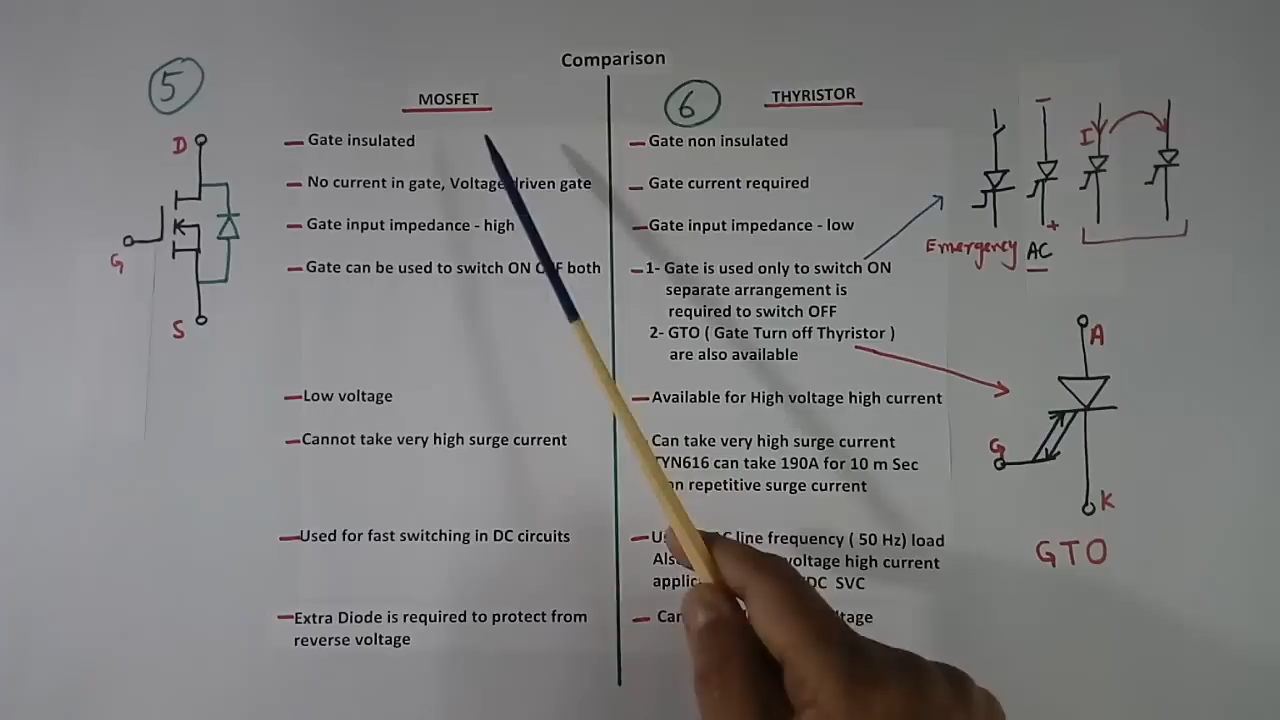 Comparison
5
MOSFET
Gate insulated
No current in gate, Voltage driven gate
Gate input impedance - high
Gate can be used to switch ON OFF both
Low voltage
Cannot take very high surge current
Used for fast switching in DC circuits
Extra Diode is required to protect from
reverse voltage
D
G
S
6
THYRISTOR
Gate non insulated
Gate current required
Gate input impedance - low
1- Gate is used only to switch ON
separate arrangement is
required to switch OFF
2- GTO ( Gate Turn off Thyristor )
are also available
Available for High voltage high current
Can take very high surge current
TYN616 can take 190A for 10 m Sec
repetitive surge current
line frequency ( 50 Hz) load
voltage high current
SVC
I
Emergency AC
A
G
K
GTO